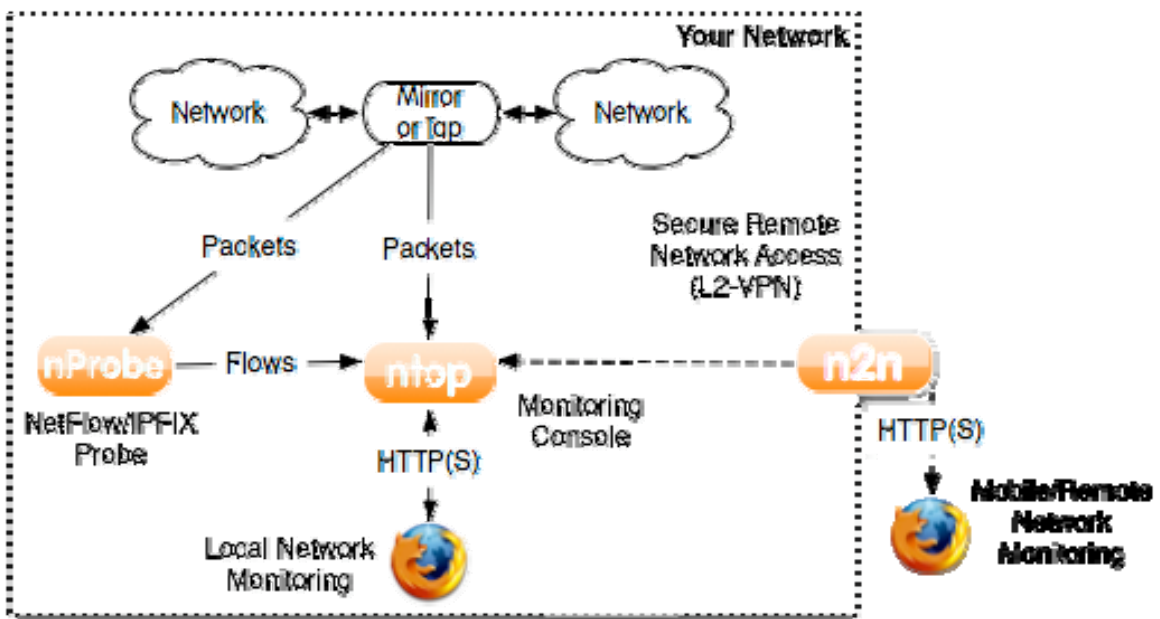 Your Network
Network
Mirror
or Tap
Network
Packets
Packets
Secure Remote
Network Access
(L2-VPN)
nProbe
Flows
ntop
n2n
NetFlow/IPFIX
Probe
Monitoring
Console
HTTP(S)
HTTP(S)
Local Network
Monitoring
Mobile/Remote
Network
Monitoring